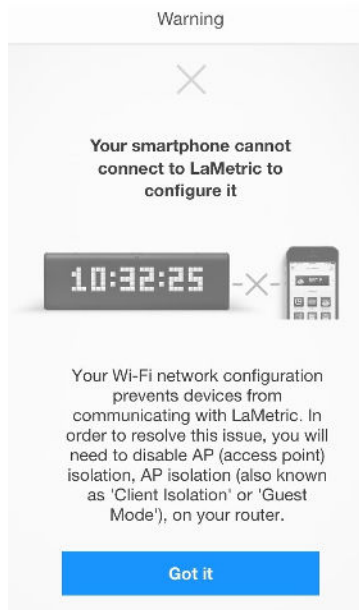 Warning
Your smartphone cannot
connect to LaMetric to
configure it
10:32:25
Your Wi-Fi network configuration
prevents devices from
communicating with LaMetric. In
order to resolve this issue, you will
need to disable AP (access point)
isolation, AP isolation (also known
as 'Client Isolation' or 'Guest
Mode'), on your router.
Got it